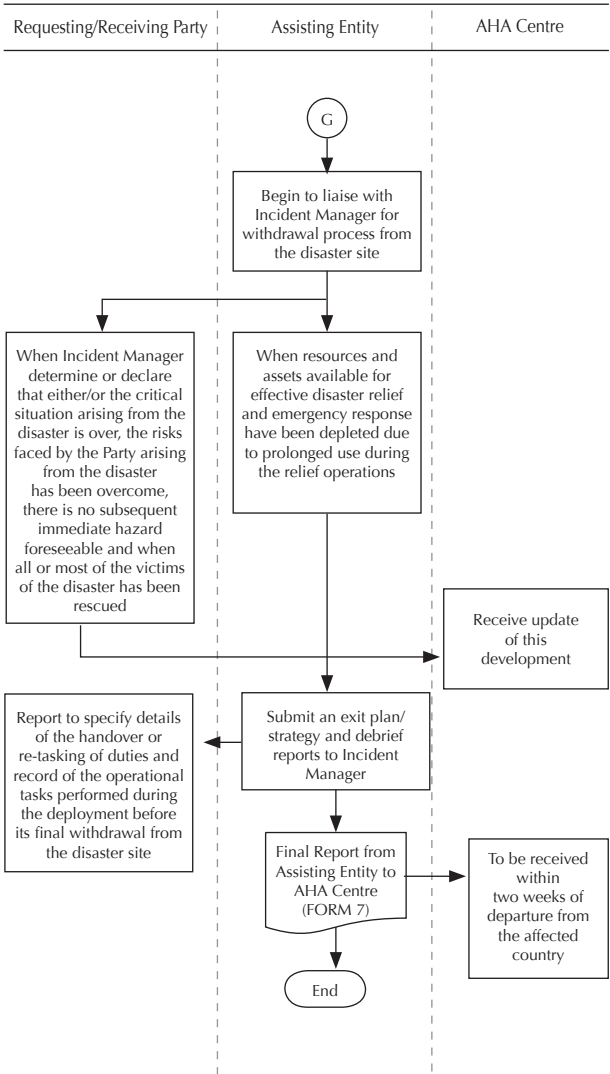 Requesting/Receiving Party
Assisting Entity
AHA Centre
G
Begin to liaise with
Incident Manager for
withdrawal process from
the disaster site
When Incident Manager
determine or declare
that either/or the critical
situation arising from the
disaster is over, the risks
faced by the Party arising
from the disaster
has been overcome,
there is no subsequent
immediate hazard
foreseeable and when
all or most of the victims
of the disaster has been
rescued
When resources and
assets available for
effective disaster relief
and emergency response
have been depleted due
to prolonged use during
the relief operations
Receive update
of this
development
Report to specify details
of the handover or
re-tasking of duties and
record of the operational
tasks performed during
the deployment before
its final withdrawal from
the disaster site
Submit an exit plan/
strategy and debrief
reports to Incident
Manager
Final Report from
Assisting Entity to
AHA Centre
(FORM 7)
To be received
within
two weeks of
departure from
the affected
country
End